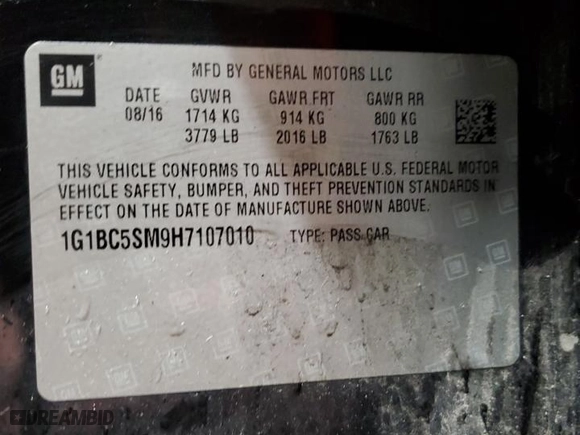 GM
MFD BY GENERAL MOTORS LLC
DATE GVWR GAWR FRT GAWR RR
08/16 1714 KG 914 KG 800 KG
3779 LB 2016 LB 1763 LB
THIS VEHICLE CONFORMS TO ALL APPLICABLE U.S. FEDERAL MOTOR
VEHICLE SAFETY, BUMPER, AND THEFT PREVENTION STANDARDS IN
EFFECT ON THE DATE OF MANUFACTURE SHOWN ABOVE.
1G1BC5SM9H7107010 TYPE: PASS CAR
DREAMBID